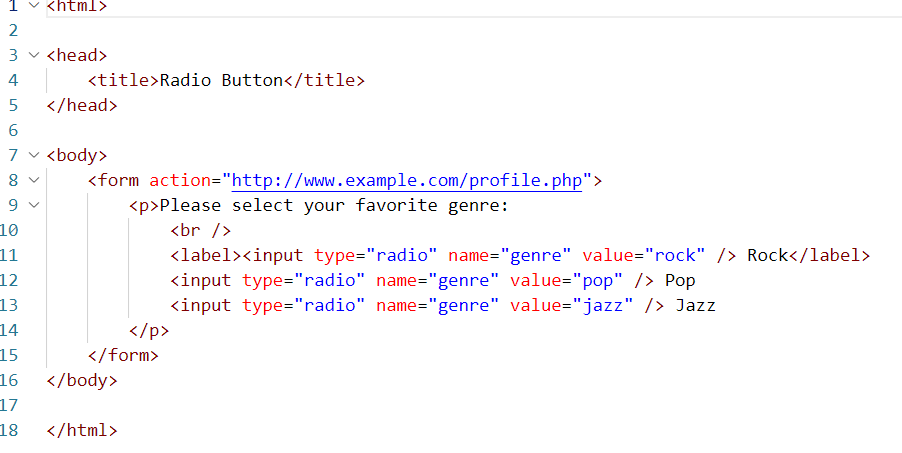 1 <html>
2
3 <head>
4 <title>Radio Button</title>
5 </head>
6
7 <body>
8 <form action="http://www.example.com/profile.php">
9 <p>Please select your favorite genre:
10 <br />
11 <label><input type="radio" name="genre" value="rock" /> Rock</label>
12 <input type="radio" name="genre" value="pop" /> Pop
13 <input type="radio" name="genre" value="jazz" /> Jazz
14 </p>
15 </form>
16 </body>
17
18 </html>